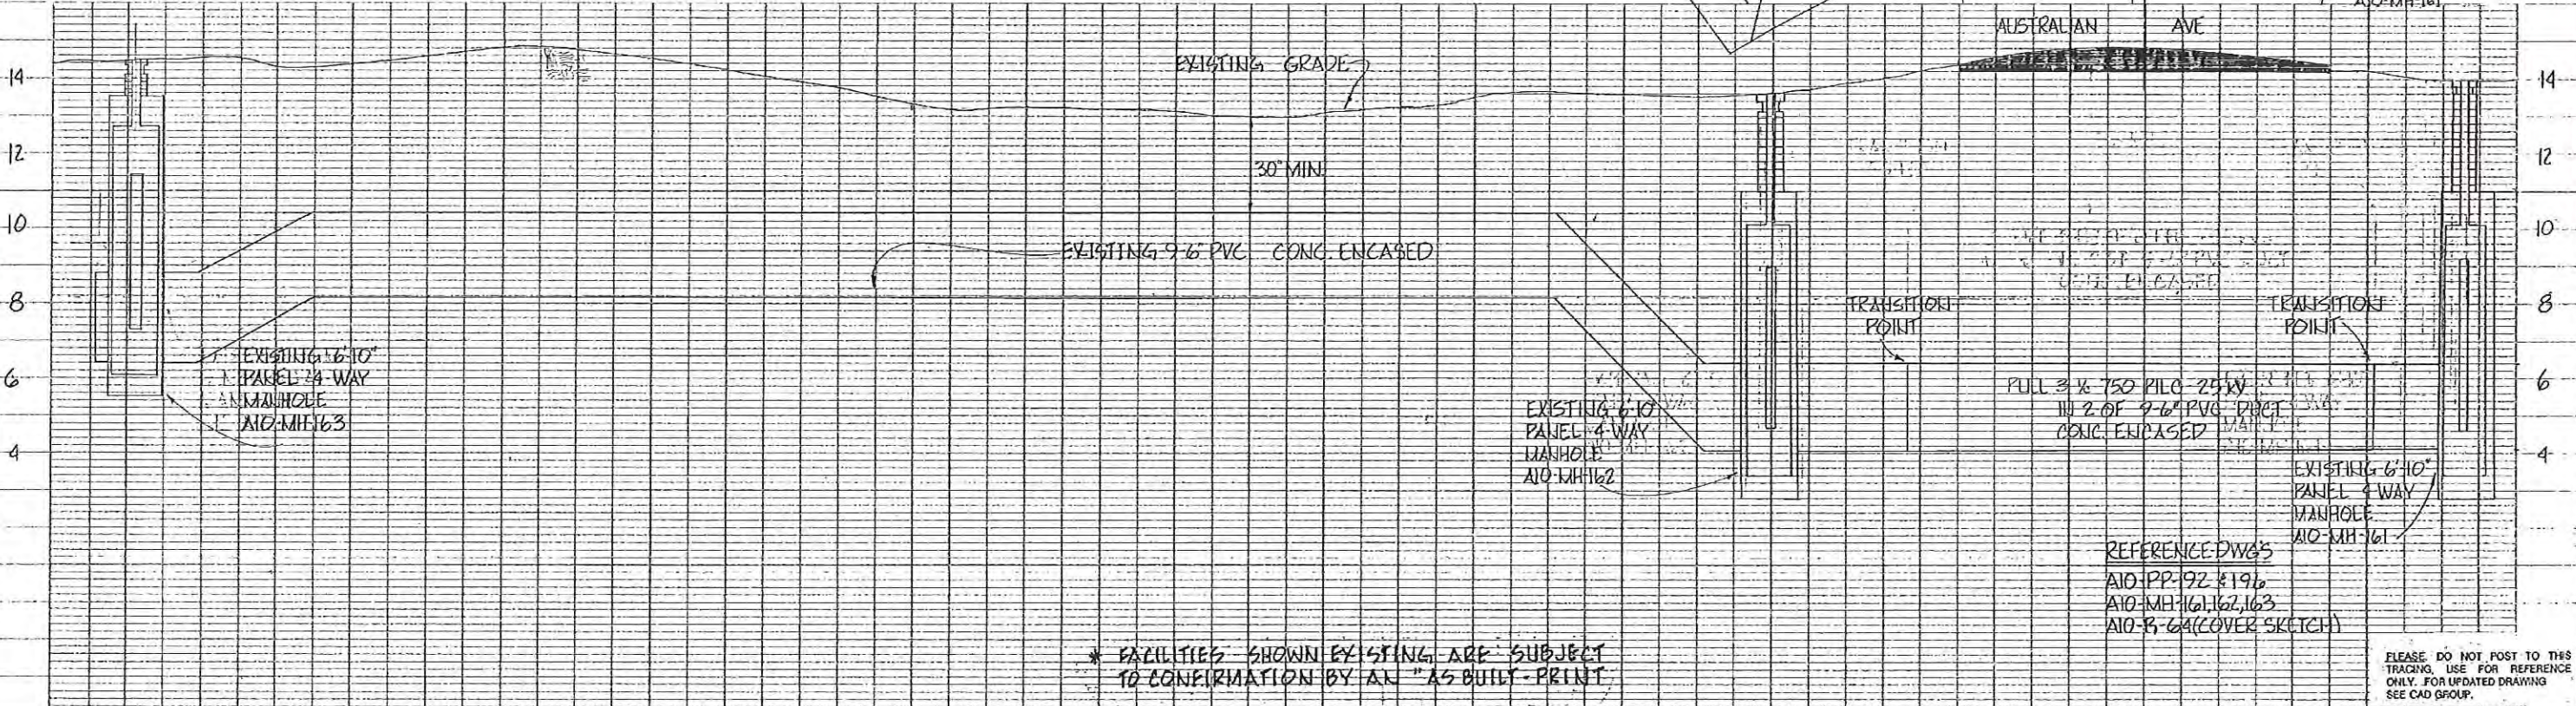 A10-MH-161
AUSTRALIAN AVE
EXISTING GRADE
14
14
12
12
30" MIN.
10
10
EXISTING 9-6" PVC CONC. ENCASED
8
8
TRANSITION
POINT
TRANSITION
POINT
EXISTING 6'-10"
PANEL 4-WAY
MANHOLE
A10-MH-163
6
6
PULL 3 1/C 750 PILC-25KV
IN 2 OF 9-6" PVC DUCT
CONC. ENCASED
EXISTING 6'-10"
PANEL 4-WAY
MANHOLE
A10-MH-162
4
4
EXISTING 6'-10"
PANEL 4-WAY
MANHOLE
A10-MH-161
REFERENCE DWG'S
A10-PP-192 & 196
A10-MH-161,162,163
A10-R-64(COVER SKETCH)
* FACILITIES SHOWN EXISTING ARE SUBJECT
TO CONFIRMATION BY AN "AS BUILT-PRINT
PLEASE DO NOT POST TO THIS
TRACING, USE FOR REFERENCE
ONLY. FOR UPDATED DRAWING
SEE CAD GROUP.